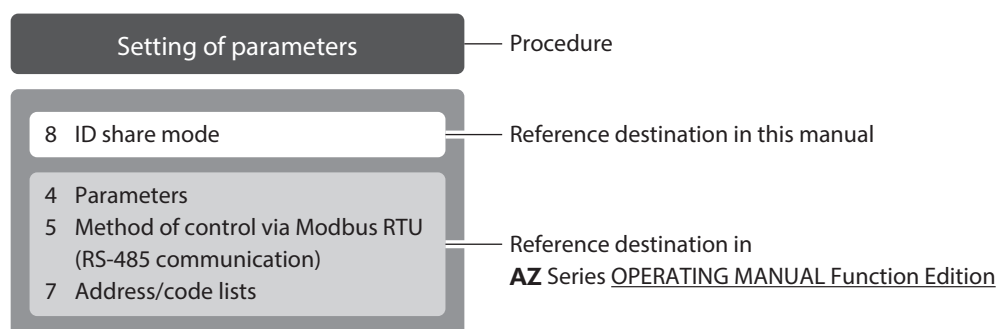 Setting of parameters
Procedure
8 ID share mode
Reference destination in this manual
4 Parameters
5 Method of control via Modbus RTU
(RS-485 communication)
7 Address/code lists
Reference destination in
AZ Series OPERATING MANUAL Function Edition